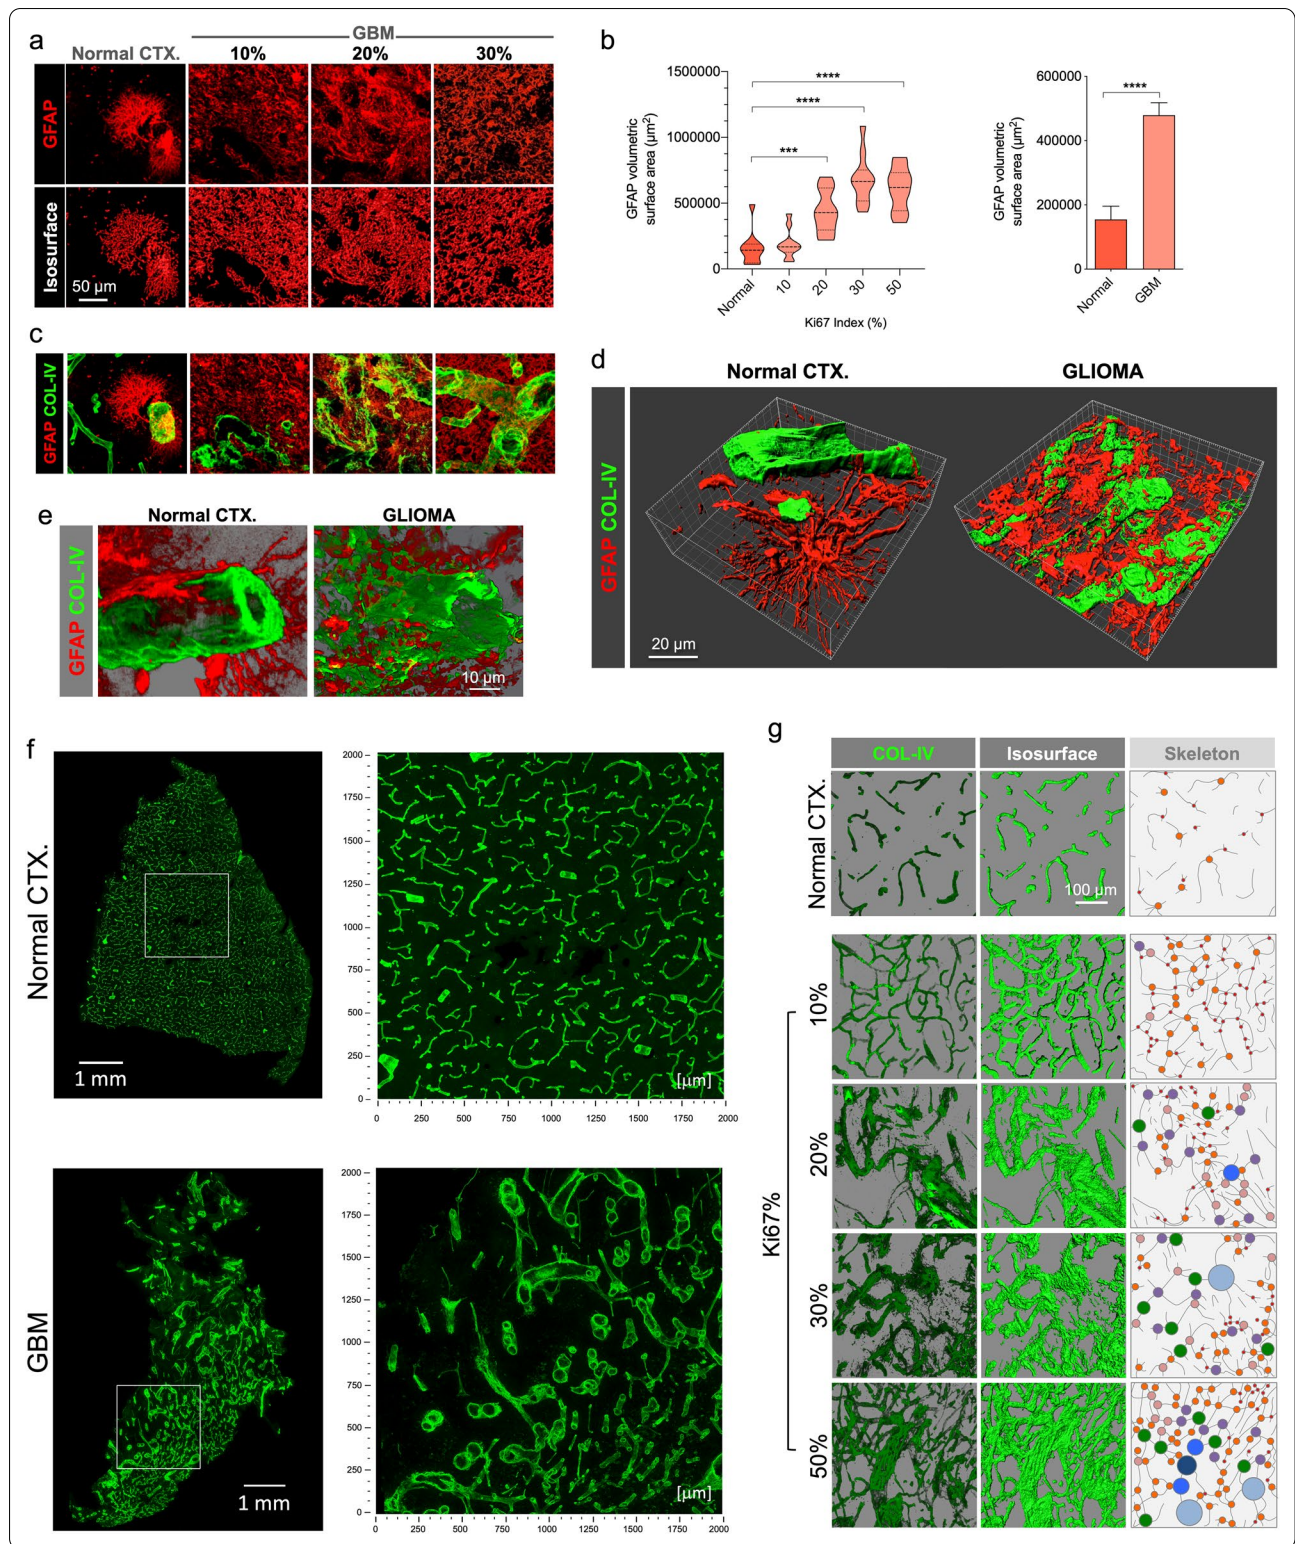 a
GBM
Normal CTX.
10%
20%
30%
GFAP
Isosurface
50 µm
b
1500000
1000000
500000
0
GFAP volumetric
surface area (µm²)
****
****
***
Normal
10
20
30
50
Ki67 Index (%)
600000
400000
200000
0
GFAP volumetric
surface area (µm²)
****
Normal
GBM
c
GFAP COL-IV
d
Normal CTX.
GLIOMA
GFAP COL-IV
20 µm
e
Normal CTX.
GLIOMA
GFAP COL-IV
10 µm
f
Normal CTX.
1 mm
2000
1750
1500
1250
1000
750
500
250
0
[µm]
0 250 500 750 1000 1250 1500 1750 2000
GBM
1 mm
2000
1750
1500
1250
1000
750
500
250
0
[µm]
0 250 500 750 1000 1250 1500 1750 2000
g
COL-IV
Isosurface
Skeleton
Normal CTX.
100 µm
Ki67%
10%
20%
30%
50%